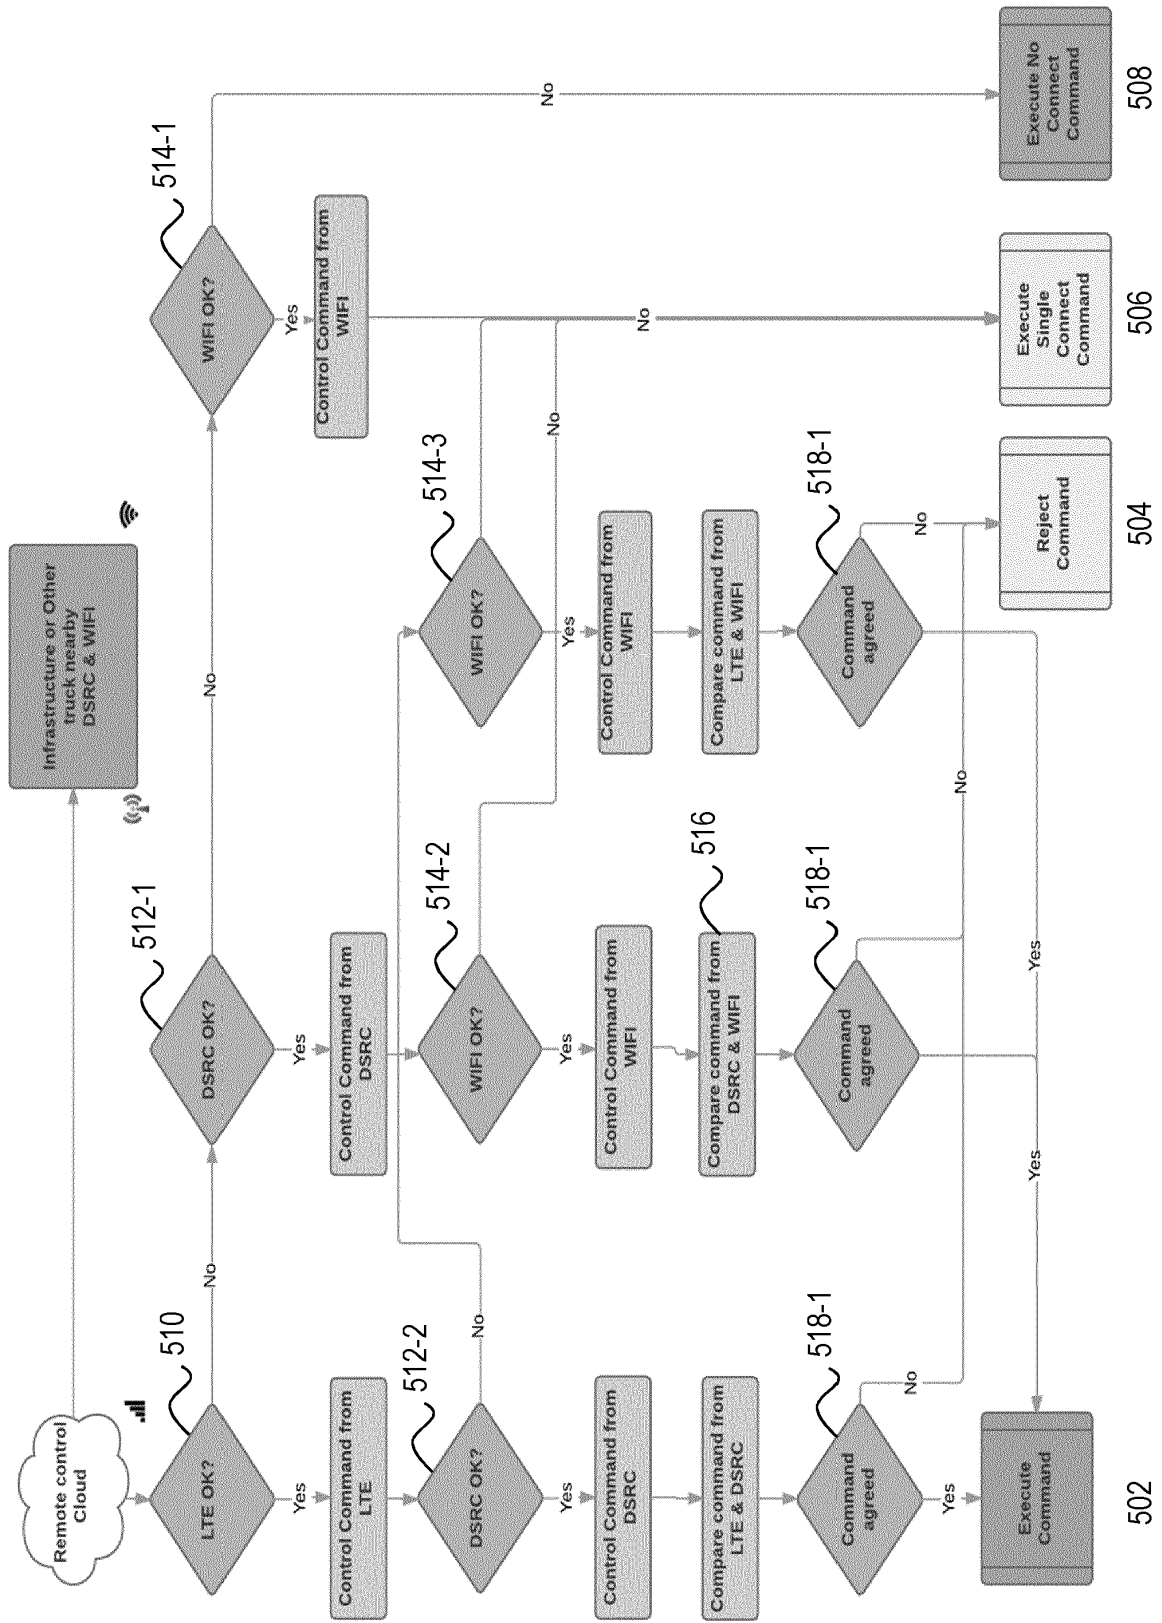 Remote control
Cloud
Infrastructure or Other
truck nearby
DSRC & WIFI
510
LTE OK?
No
512-1
DSRC OK?
No
514-1
WIFI OK?
No
Yes
Control Command from
LTE
Yes
Control Command from
DSRC
Yes
Control Command from
WIFI
512-2
DSRC OK?
No
514-2
WIFI OK?
No
514-3
WIFI OK?
No
Yes
Control Command from
DSRC
Yes
Control Command from
WIFI
Yes
Control Command from
WIFI
Compare command from
LTE & DSRC
516
Compare command from
DSRC & WIFI
Compare command from
LTE & WIFI
518-1
Command
agreed
No
518-1
Command
agreed
No
518-1
Command
agreed
No
Yes
Yes
Yes
Execute
Command
Reject
Command
Execute
Single
Connect
Command
Execute No
Connect
Command
502
504
506
508